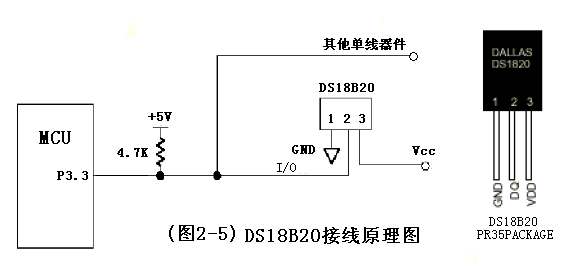 其他单线器件
DS18B20
1 2 3
GND
Vcc
+5V
4.7K
MCU
P3.3
I/O
(图2-5) DS18B20接线原理图
DALLAS
DS1820
1 2 3
GND
DQ
VDD
DS18B20
PR35PACKAGE